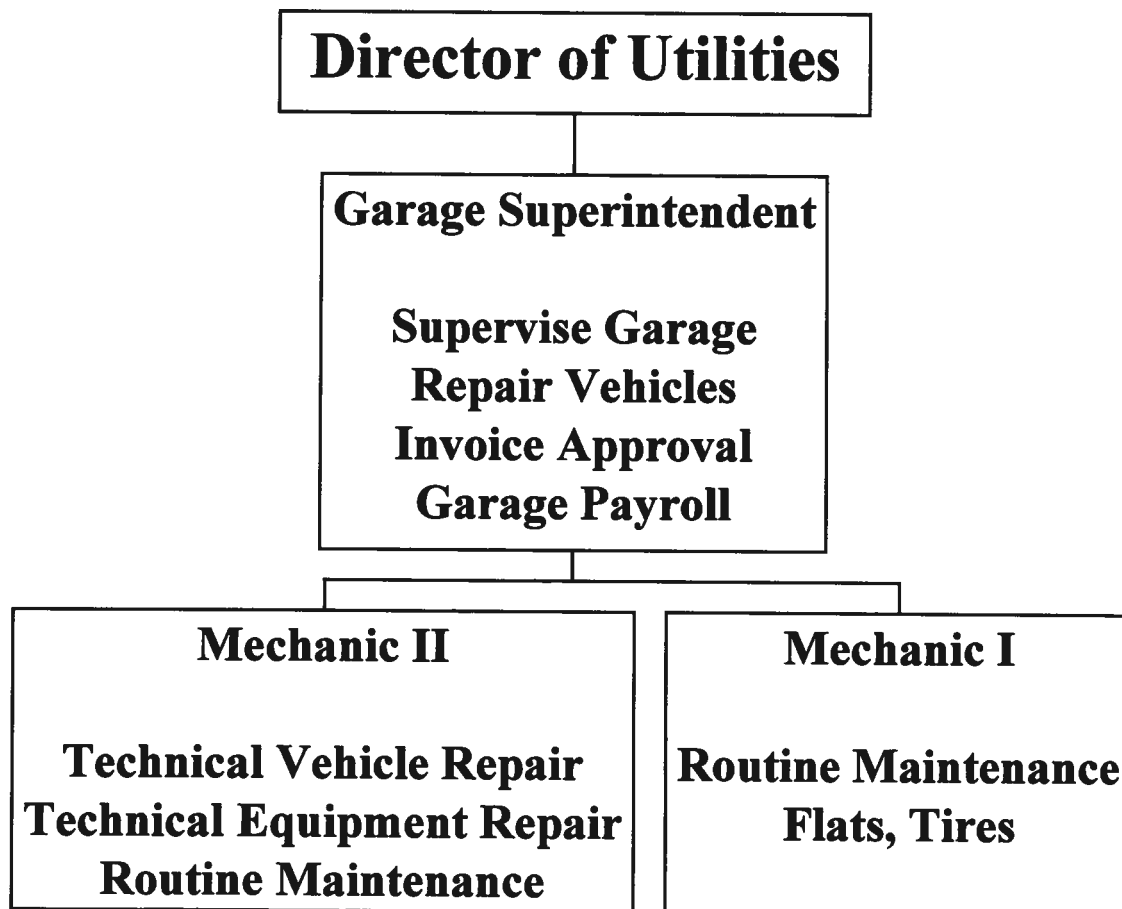 Director of Utilities
Garage Superintendent
Supervise Garage
Repair Vehicles
Invoice Approval
Garage Payroll
Mechanic II
Technical Vehicle Repair
Technical Equipment Repair
Routine Maintenance
Mechanic I
Routine Maintenance
Flats, Tires